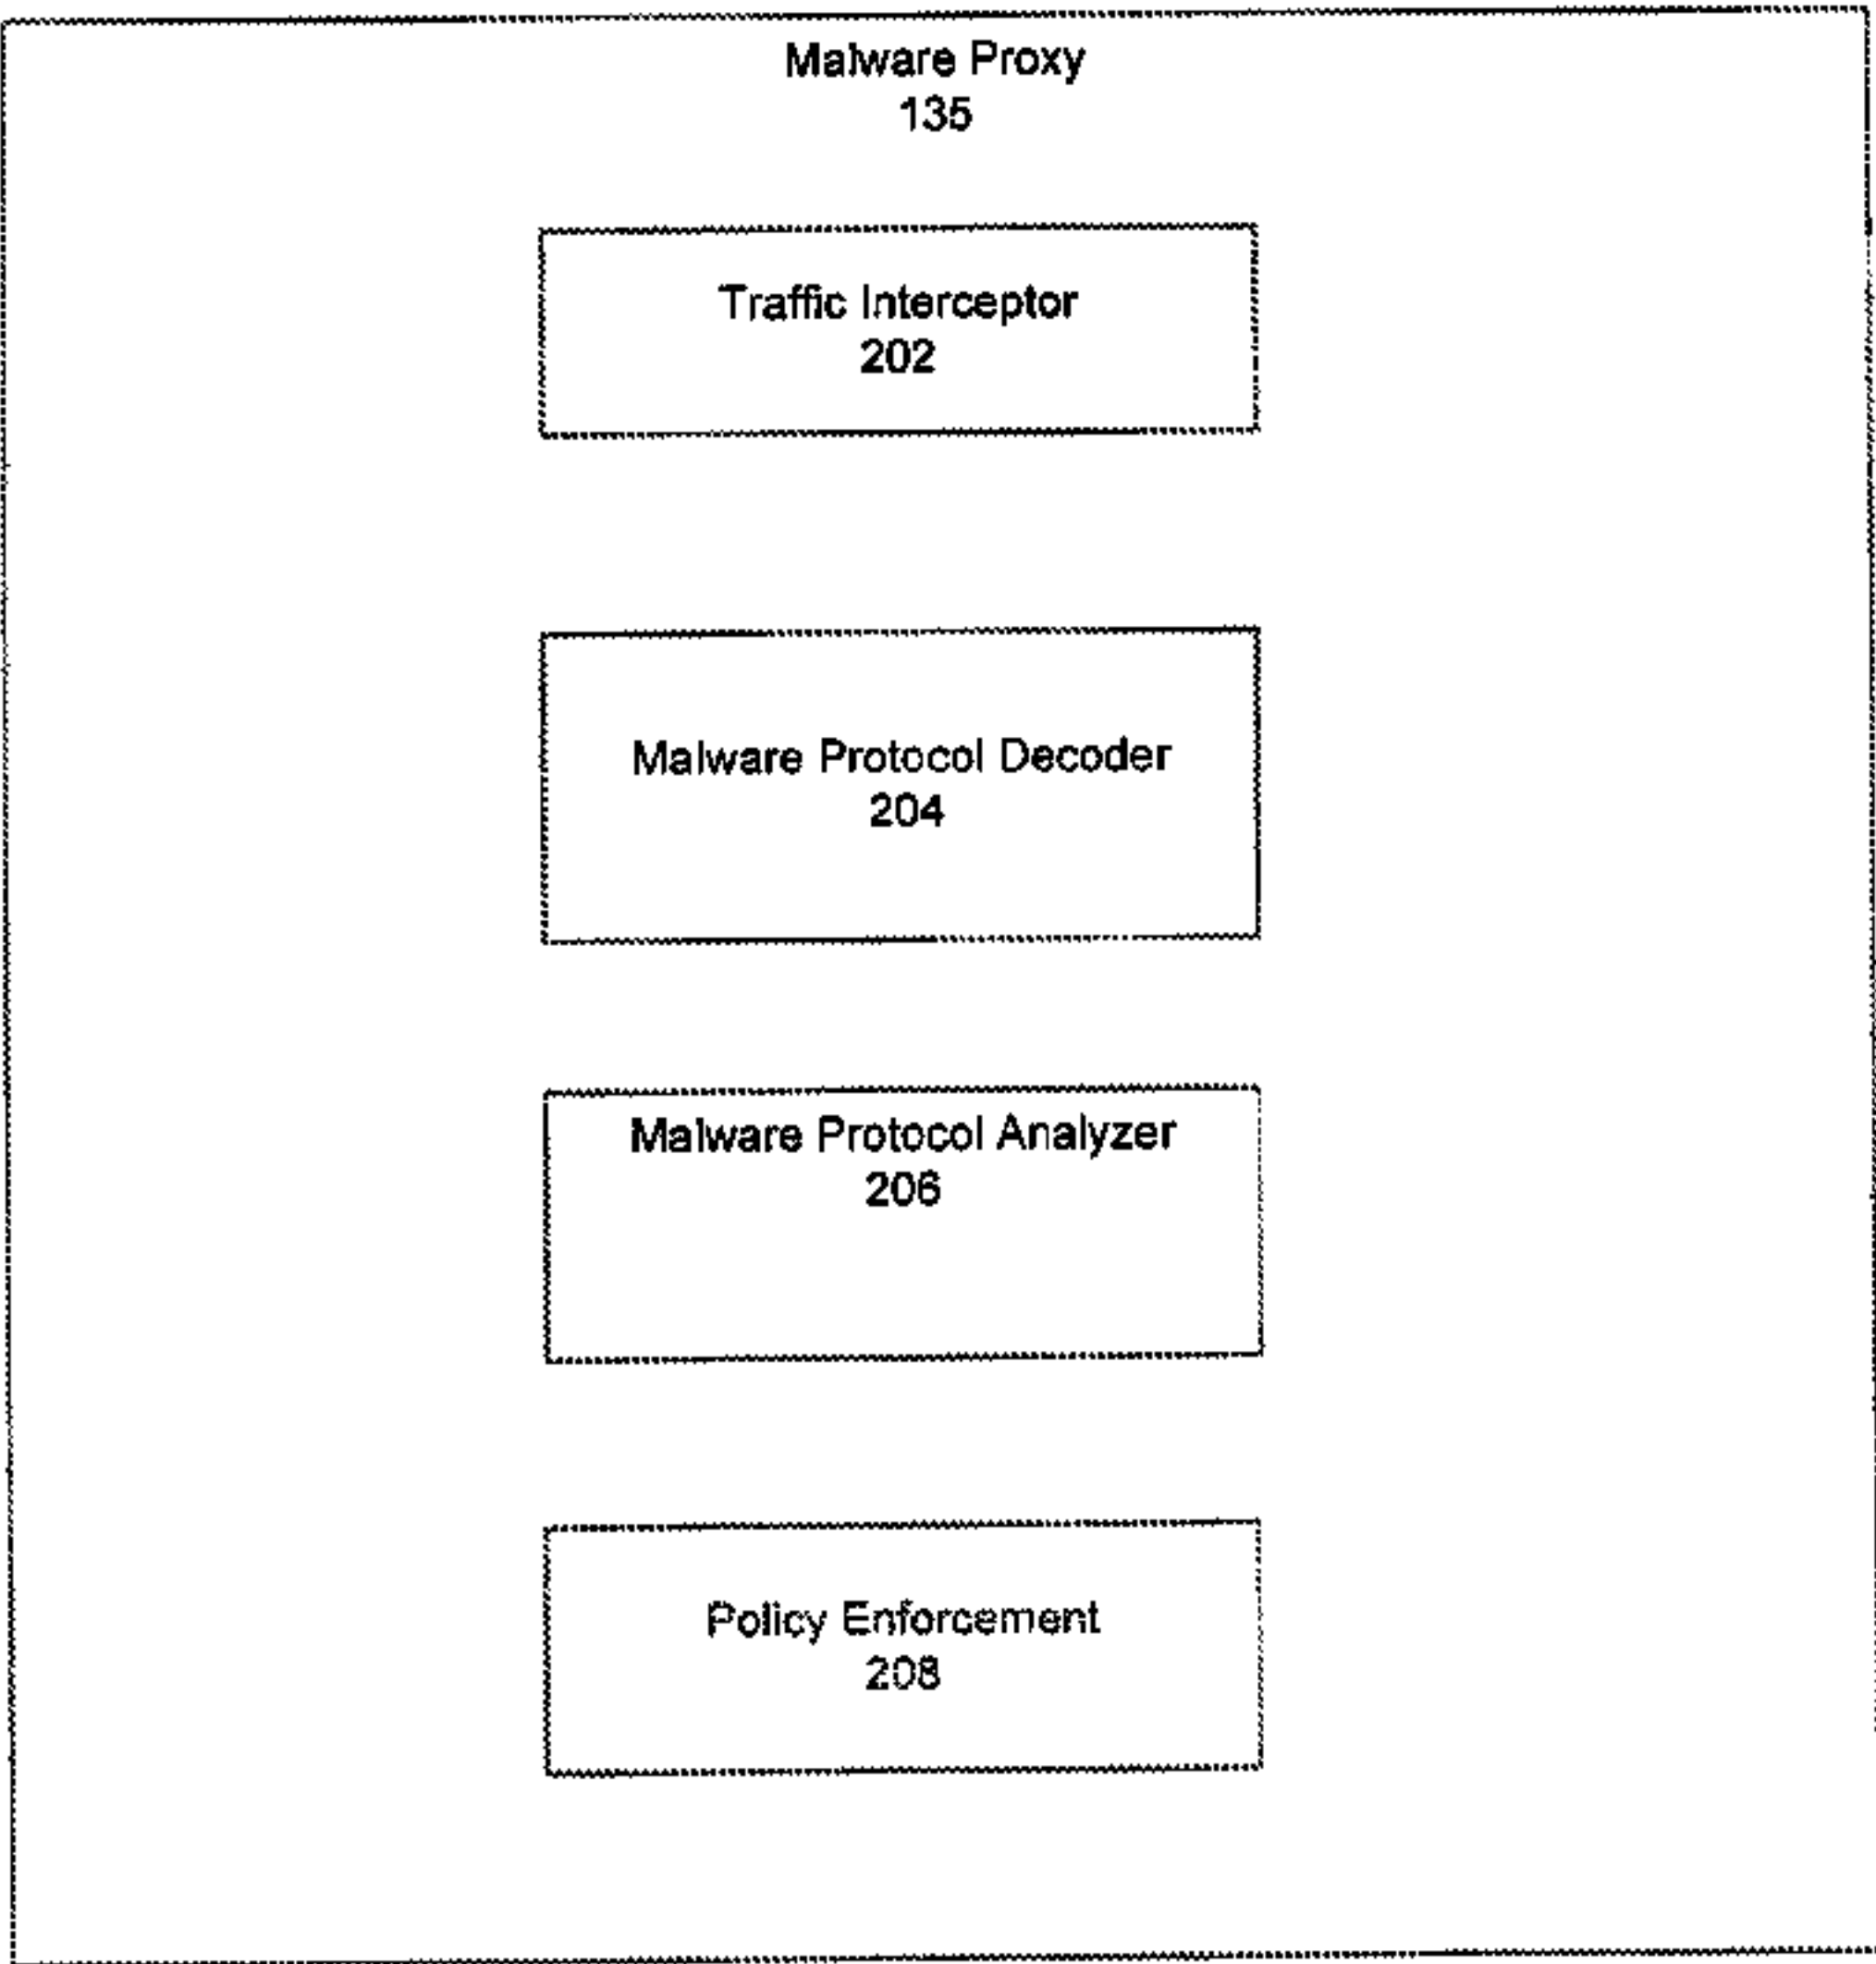 Malware Proxy
135
Traffic Interceptor
202
Malware Protocol Decoder
204
Malware Protocol Analyzer
206
Policy Enforcement
208